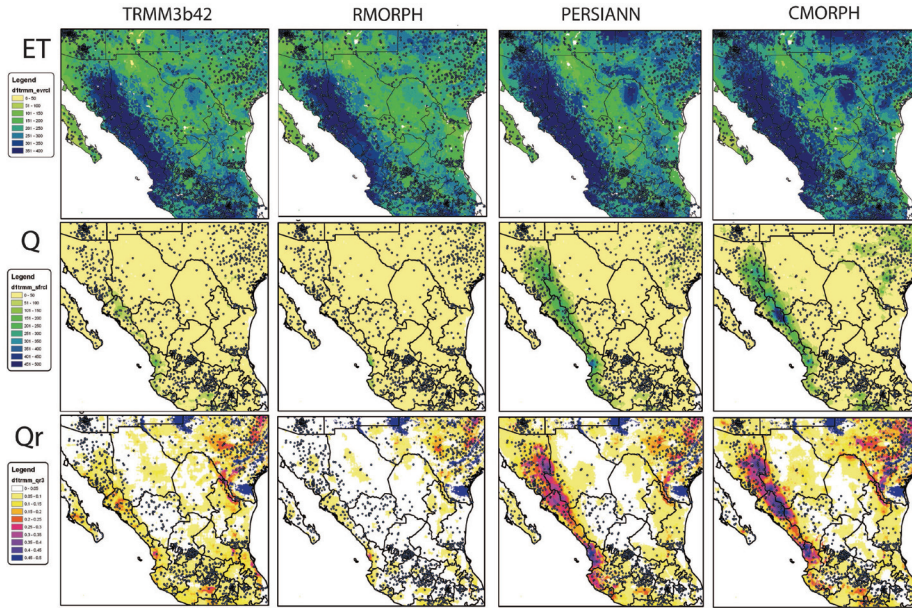 TRMM3b42 RMORPH PERSIANN CMORPH
ET
Legend
d1trmm_evrcl
0 - 50
51 - 100
101 - 150
151 - 200
201 - 250
251 - 300
301 - 350
351 - 400
Q
Legend
d1trmm_sfrcl
0 - 50
51 - 100
101 - 150
151 - 200
201 - 250
251 - 300
301 - 350
351 - 400
401 - 450
451 - 500
Qr
Legend
d1trmm_qr3
0 - 0.05
0.05 - 0.1
0.1 - 0.15
0.15 - 0.2
0.2 - 0.25
0.25 - 0.3
0.3 - 0.35
0.35 - 0.4
0.4 - 0.45
0.45 - 0.5